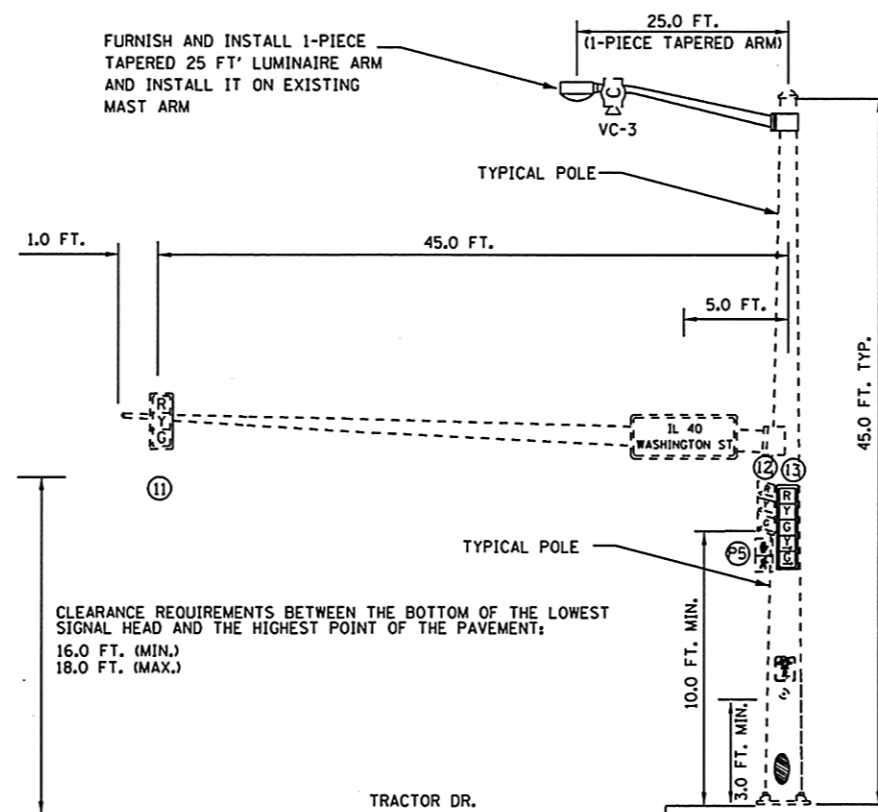 25.0 FT.
(1-PIECE TAPERED ARM)
FURNISH AND INSTALL 1-PIECE
TAPERED 25 FT' LUMINAIRE ARM
AND INSTALL IT ON EXISTING
MAST ARM
VC-3
TYPICAL POLE
1.0 FT.
45.0 FT.
5.0 FT.
45.0 FT. TYP.
R
Y
G
IL 40
WASHINGTON ST
11
12
13
R
Y
G
Y
G
P5
TYPICAL POLE
10.0 FT. MIN.
CLEARANCE REQUIREMENTS BETWEEN THE BOTTOM OF THE LOWEST
SIGNAL HEAD AND THE HIGHEST POINT OF THE PAVEMENT:
16.0 FT. (MIN.)
18.0 FT. (MAX.)
3.0 FT. MIN.
TRACTOR DR.